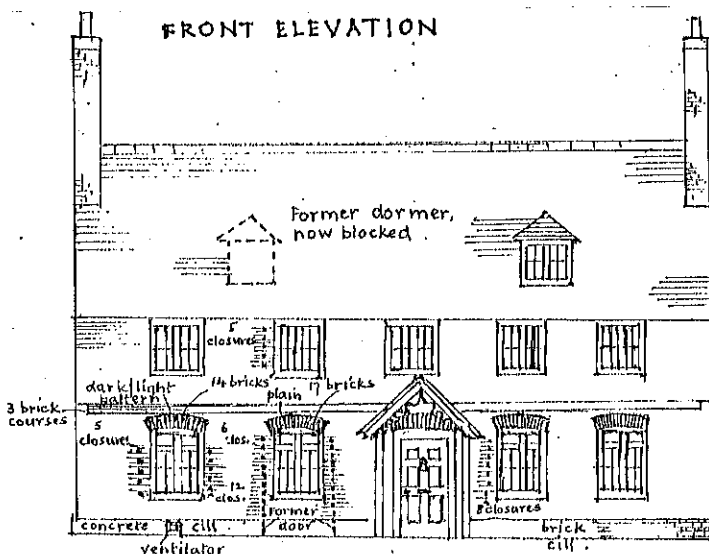 FRONT ELEVATION
Former dormer,
now blocked.
5
closures
dark/light
pattern
14 bricks
plain
17 bricks
3 brick
courses
5
closures
6
clos.
12
clos.
8 closures
Former
door
concrete cill.
brick
cill.
ventilator